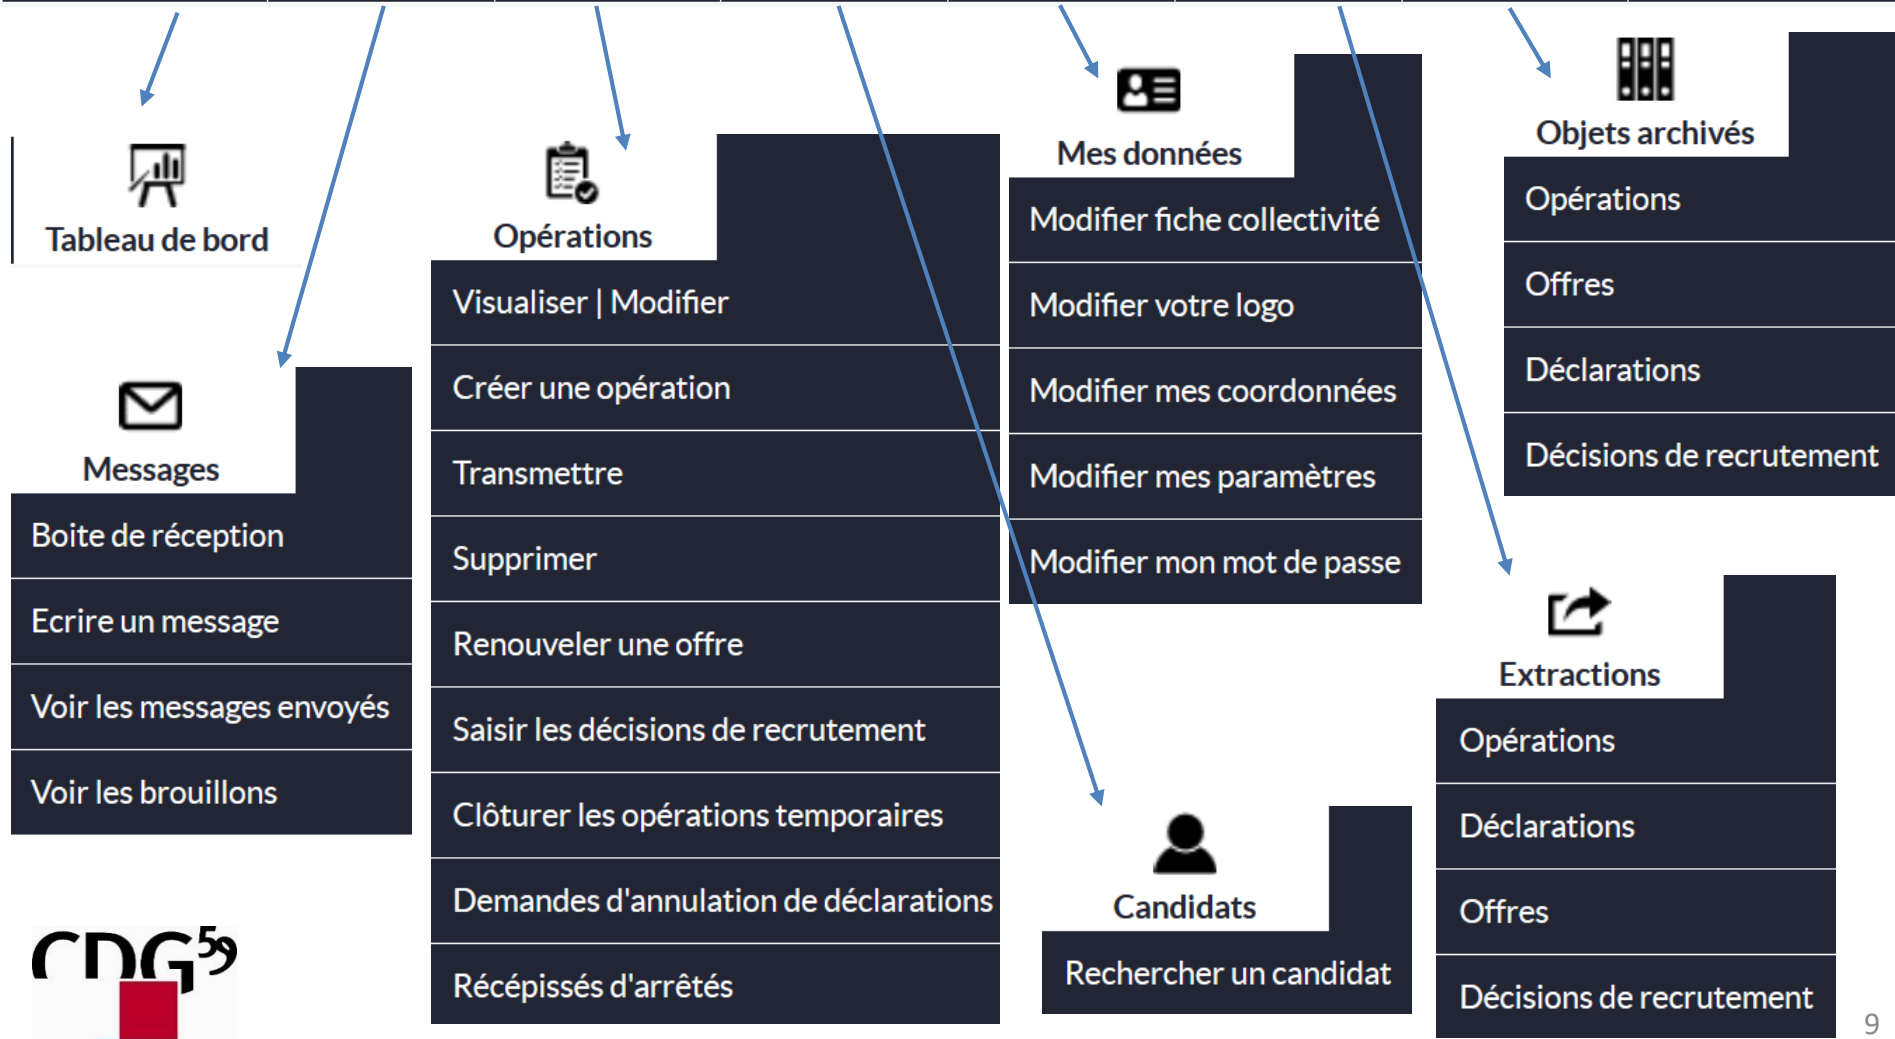 Tableau de bord
Messages
Boite de réception
Ecrire un message
Voir les messages envoyés
Voir les brouillons
CDG59
Opérations
Visualiser | Modifier
Créer une opération
Transmettre
Supprimer
Renouveler une offre
Saisir les décisions de recrutement
Clôturer les opérations temporaires
Demandes d'annulation de déclarations
Récépissés d'arrêtés
Mes données
Modifier fiche collectivité
Modifier votre logo
Modifier mes coordonnées
Modifier mes paramètres
Modifier mon mot de passe
Candidats
Rechercher un candidat
Objets archivés
Opérations
Offres
Déclarations
Décisions de recrutement
Extractions
Opérations
Déclarations
Offres
Décisions de recrutement
9